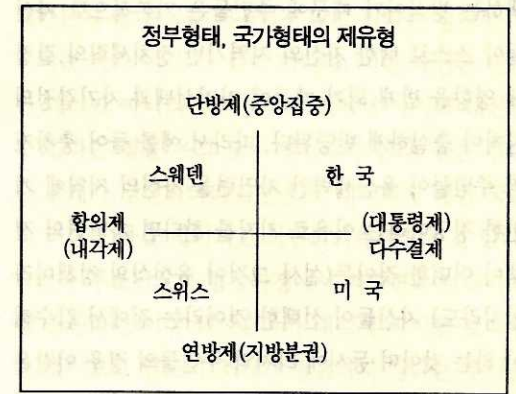 정부형태, 국가형태의 제유형
단방제(중앙집중)
스웨덴 한 국
합의제 (대통령제)
(내각제) 다수결제
스위스 미 국
연방제(지방분권)